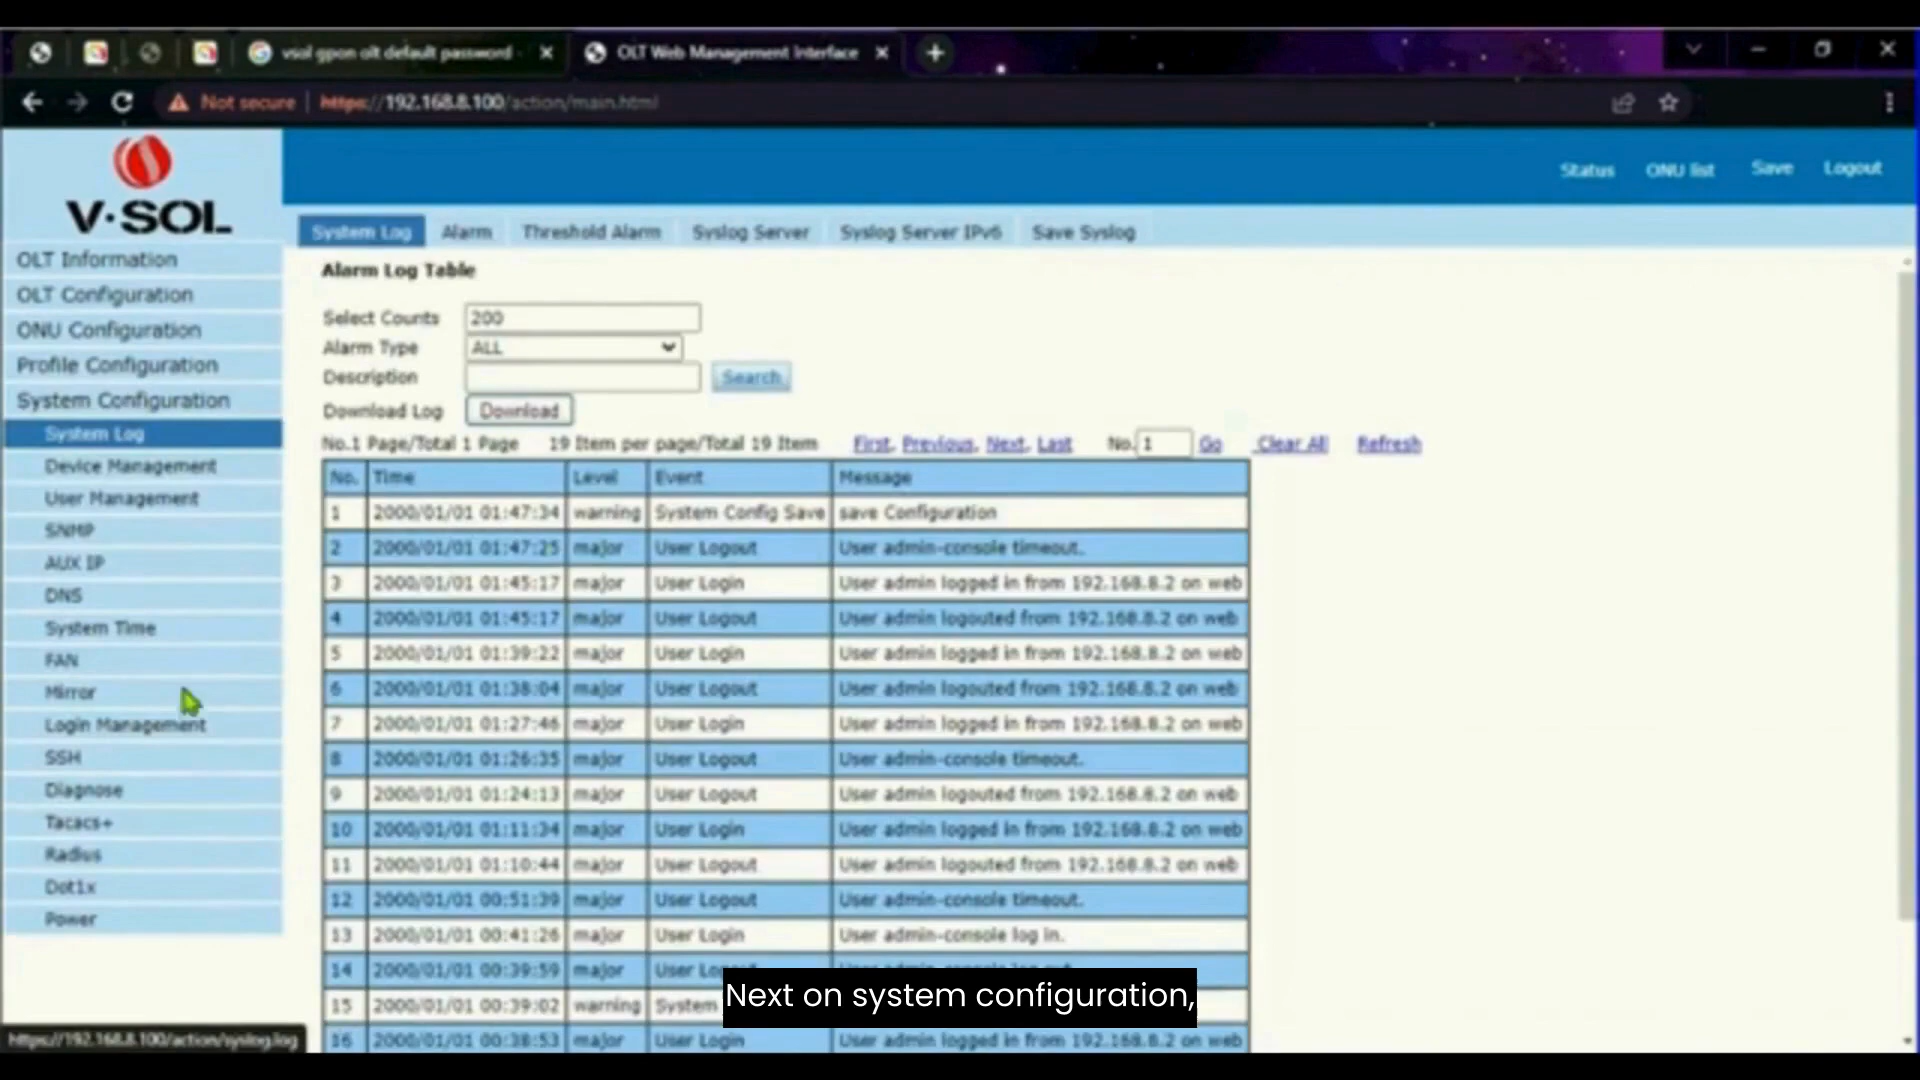 vsol gpon olt default password
OLT Web Management Interface
Not secure https://192.168.8.100/action/main.html
V·SOL
Status ONU list Save Logout
System Log Alarm Threshold Alarm Syslog Server Syslog Server IPv6 Save Syslog
OLT Information
OLT Configuration
ONU Configuration
Profile Configuration
System Configuration
System Log
Device Management
User Management
SNMP
AUX IP
DNS
System Time
FAN
Mirror
Login Management
SSH
Diagnose
Tacacs+
Radius
Dot1x
Power
Alarm Log Table
Select Counts 200
Alarm Type ALL
Description Search
Download Log Download
No.1 Page/Total 1 Page 19 Item per page/Total 19 Item First, Previous, Next, Last No. 1 Go Clear All Refresh
No. Time Level Event Message
1 2000/01/01 01:47:34 warning System Config Save save Configuration
2 2000/01/01 01:47:25 major User Logout User admin-console timeout.
3 2000/01/01 01:45:17 major User Login User admin logged in from 192.168.8.2 on web
4 2000/01/01 01:45:17 major User Logout User admin logouted from 192.168.8.2 on web
5 2000/01/01 01:39:22 major User Login User admin logged in from 192.168.8.2 on web
6 2000/01/01 01:38:04 major User Logout User admin logouted from 192.168.8.2 on web
7 2000/01/01 01:27:46 major User Login User admin logged in from 192.168.8.2 on web
8 2000/01/01 01:26:35 major User Logout User admin-console timeout.
9 2000/01/01 01:24:13 major User Logout User admin logouted from 192.168.8.2 on web
10 2000/01/01 01:11:34 major User Login User admin logged in from 192.168.8.2 on web
11 2000/01/01 01:10:44 major User Logout User admin logouted from 192.168.8.2 on web
12 2000/01/01 00:51:39 major User Logout User admin-console timeout.
13 2000/01/01 00:41:26 major User Login User admin-console log in.
14 2000/01/01 00:39:59 major User
15 2000/01/01 00:39:02 warning System
16 2000/01/01 00:38:53 major User Login User admin logged in from 192.168.8.2 on web
Next on system configuration,
https://192.168.8.100/action/syslog.log